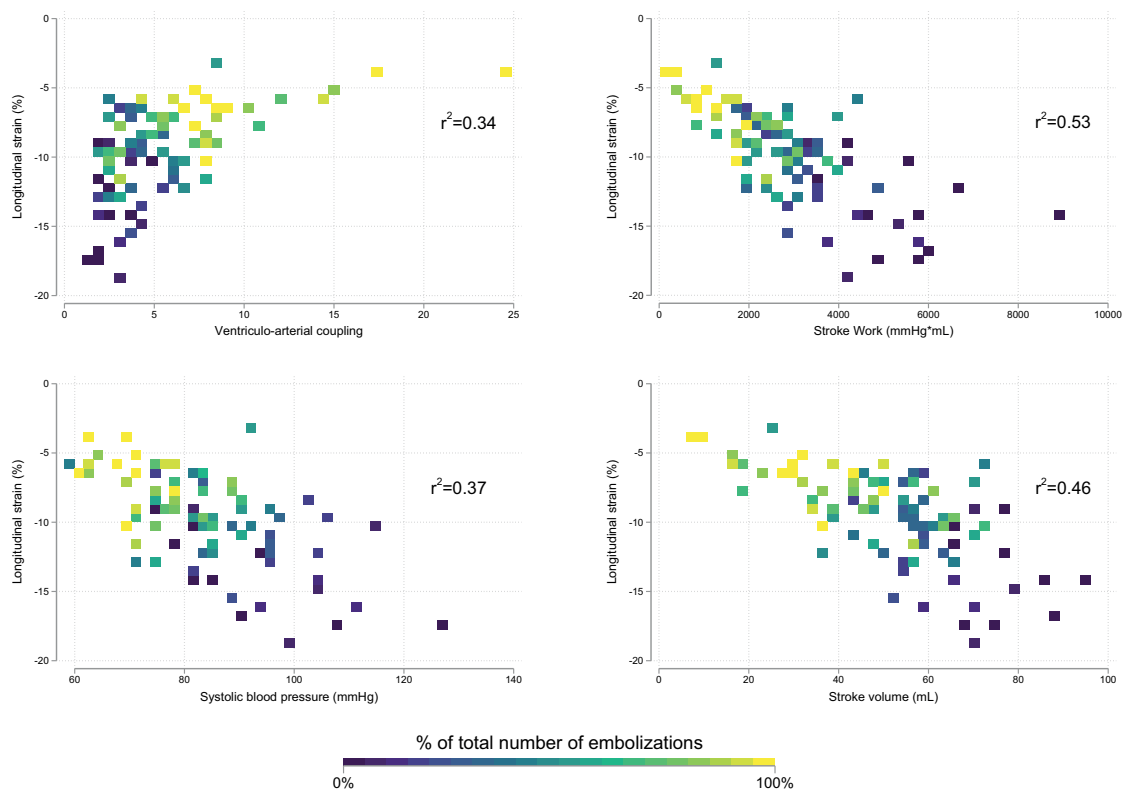 0
-5
-10
-15
-20
Longitudinal strain (%)
r²=0.34
0 5 10 15 20 25
Ventriculo-arterial coupling
0
-5
-10
-15
-20
Longitudinal strain (%)
r²=0.53
0 2000 4000 6000 8000 10000
Stroke Work (mmHg*mL)
0
-5
-10
-15
-20
Longitudinal strain (%)
r²=0.37
60 80 100 120 140
Systolic blood pressure (mmHg)
0
-5
-10
-15
-20
Longitudinal strain (%)
r²=0.46
0 20 40 60 80 100
Stroke volume (mL)
% of total number of embolizations
0% 100%